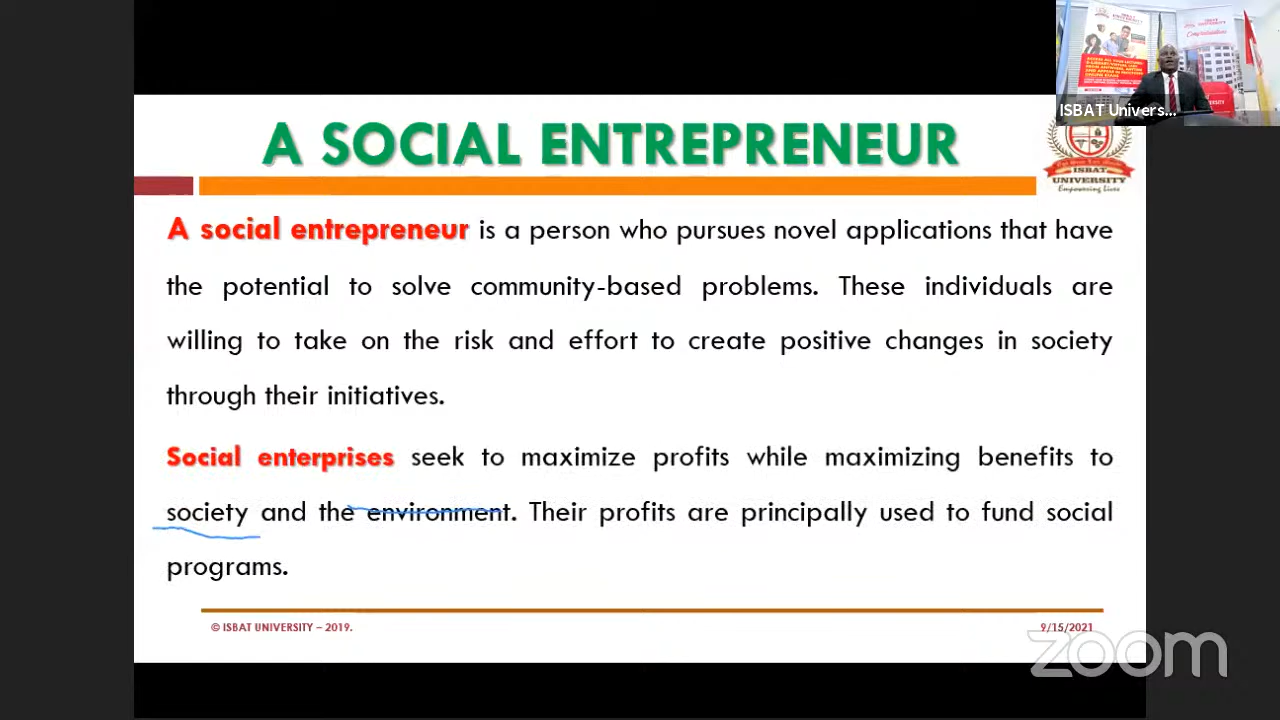 ISBAT Univers...
A SOCIAL ENTREPRENEUR
ISBAT
UNIVERSITY
Empowering Lives
A social entrepreneur is a person who pursues novel applications that have
the potential to solve community-based problems. These individuals are
willing to take on the risk and effort to create positive changes in society
through their initiatives.
Social enterprises seek to maximize profits while maximizing benefits to
society and the environment. Their profits are principally used to fund social
programs.
© ISBAT UNIVERSITY – 2019.
9/15/2021
zoom